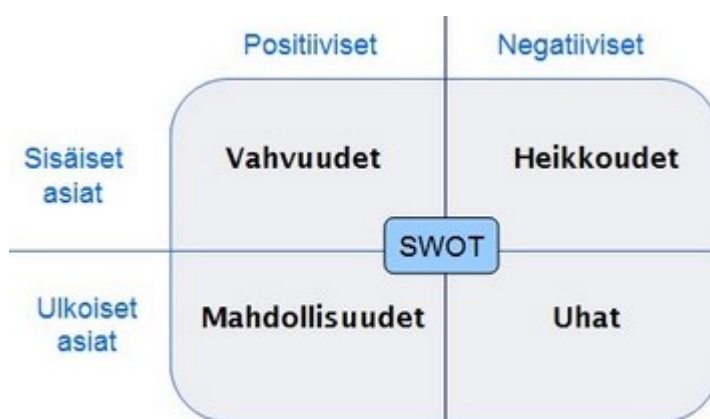 Positiiviset Negatiiviset
Sisäiset
asiat
Vahvuudet Heikkoudet
SWOT
Ulkoiset
asiat
Mahdollisuudet Uhat